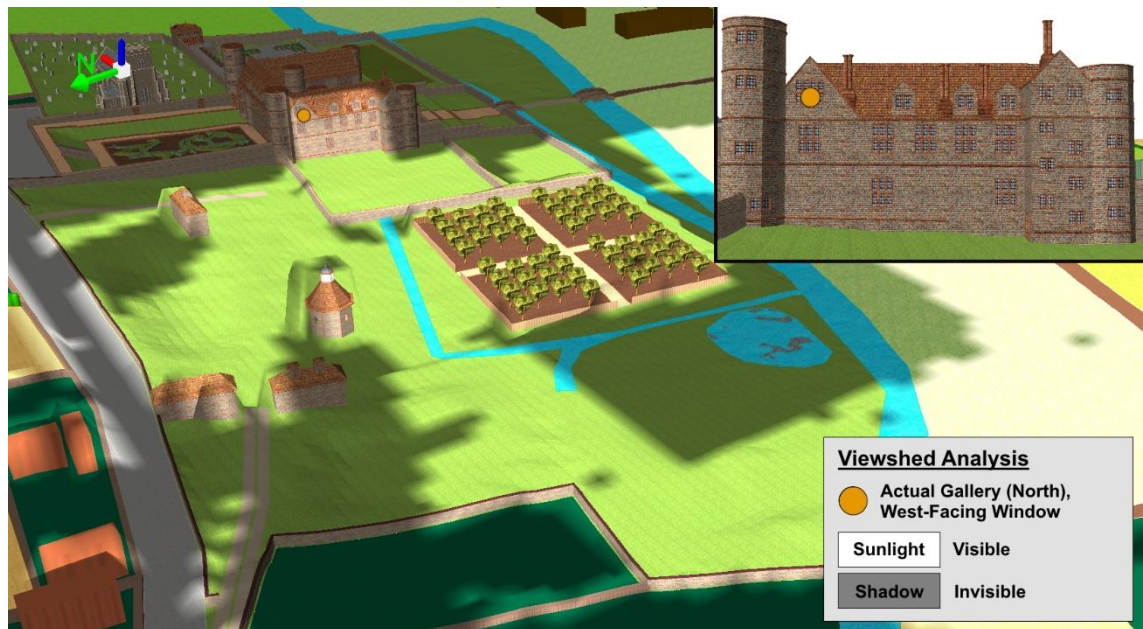 N
Viewshed Analysis
Actual Gallery (North),
West-Facing Window
Sunlight Visible
Shadow Invisible